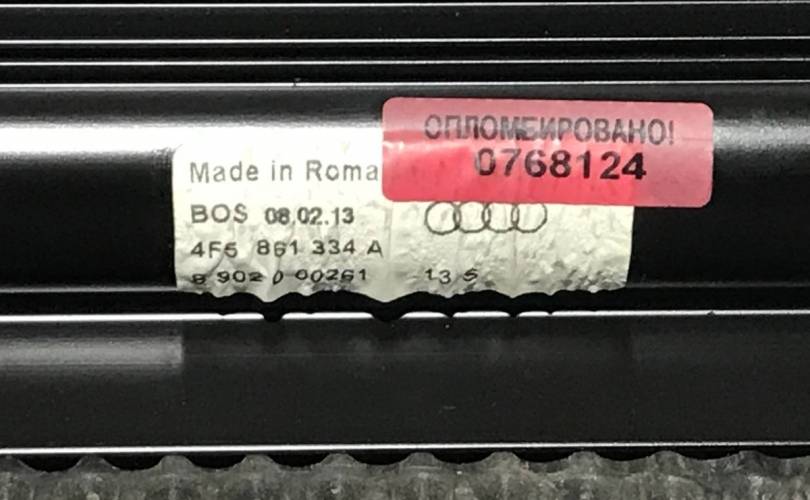 ОПЛОМБИРОВАНО!
0768124
Made in Roma
BOS 08.02.13
4F5 861 334 A
8 902 0 00261 13 5